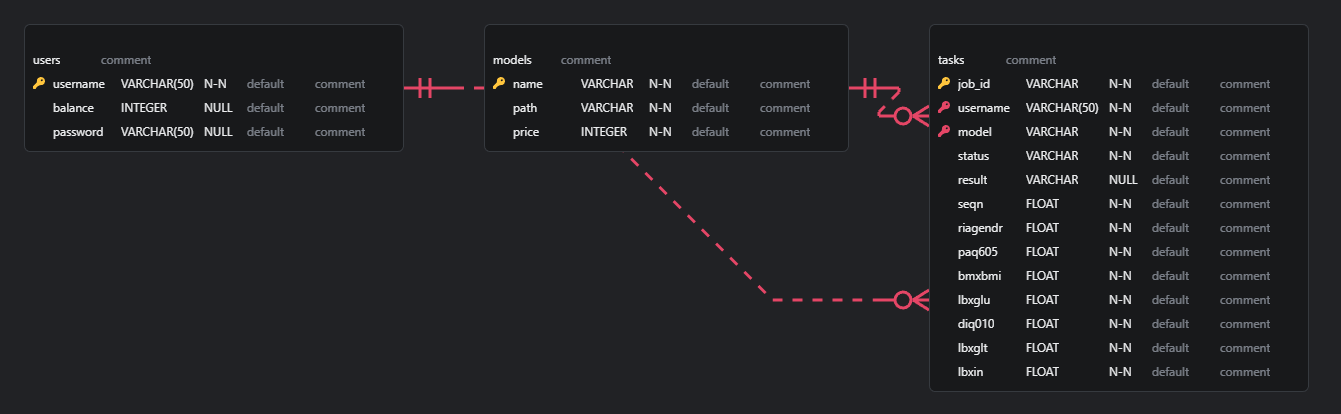 users comment
username VARCHAR(50) N-N default comment
balance INTEGER NULL default comment
password VARCHAR(50) NULL default comment
models comment
name VARCHAR N-N default comment
path VARCHAR N-N default comment
price INTEGER N-N default comment
tasks comment
job_id VARCHAR N-N default comment
username VARCHAR(50) N-N default comment
model VARCHAR N-N default comment
status VARCHAR N-N default comment
result VARCHAR NULL default comment
seqn FLOAT N-N default comment
riagendr FLOAT N-N default comment
paq605 FLOAT N-N default comment
bmxbmi FLOAT N-N default comment
lbxglu FLOAT N-N default comment
diq010 FLOAT N-N default comment
lbxglt FLOAT N-N default comment
lbxin FLOAT N-N default comment